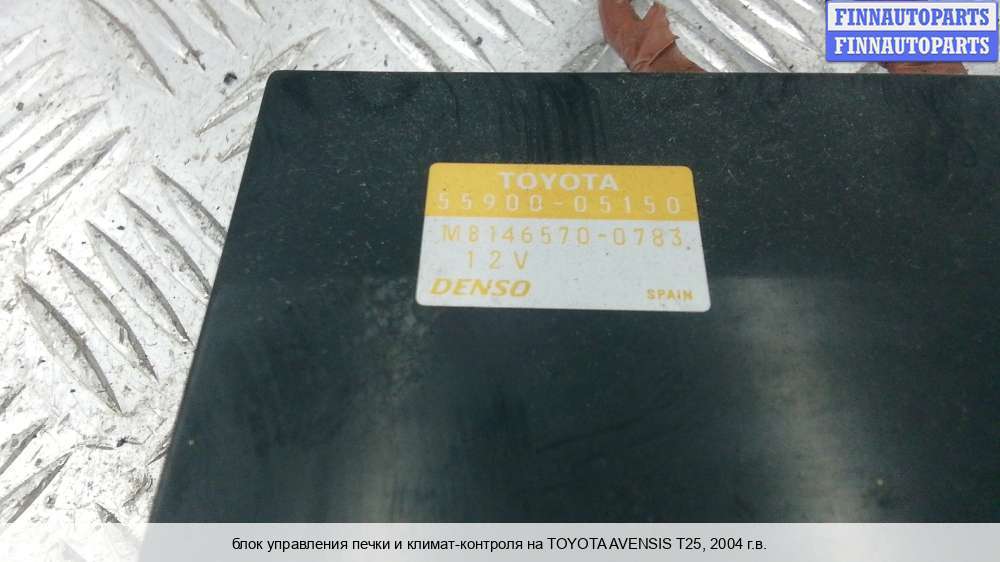 FINNAUTOPARTS
FINNAUTOPARTS
TOYOTA
55900-05150
MB146570-0783
12V
DENSO
SPAIN
блок управления печки и климат-контроля на TOYOTA AVENSIS T25, 2004 г.в.